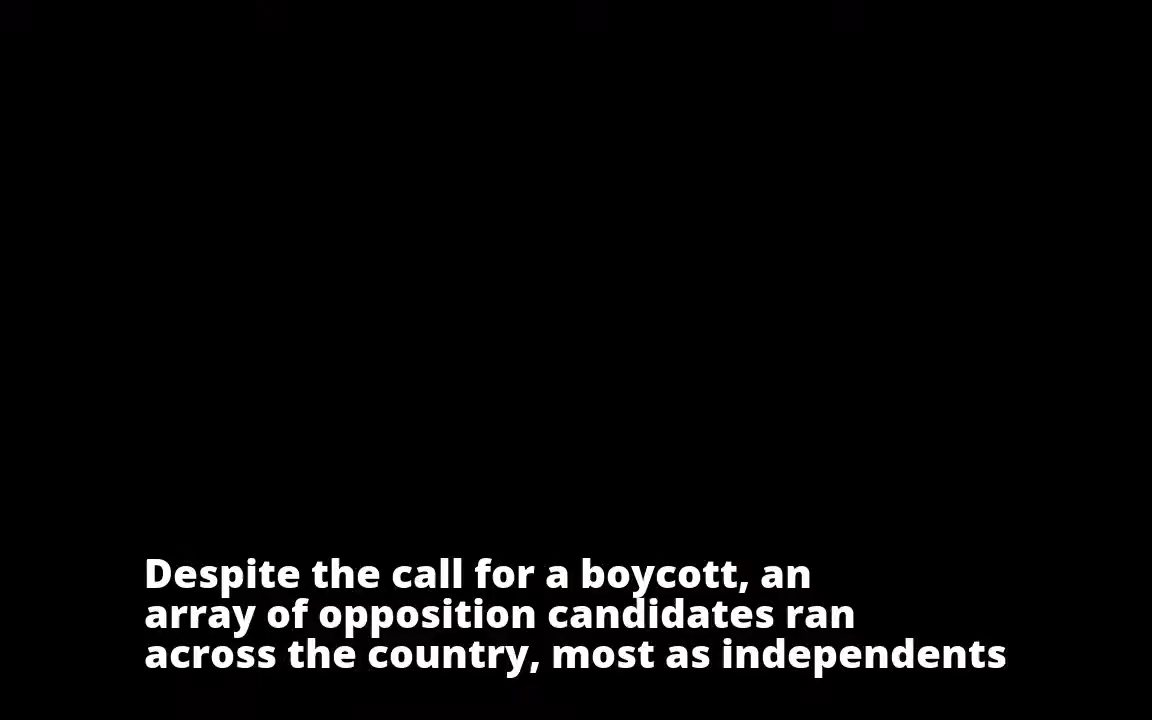 Despite the call for a boycott, an
array of opposition candidates ran
across the country, most as independents